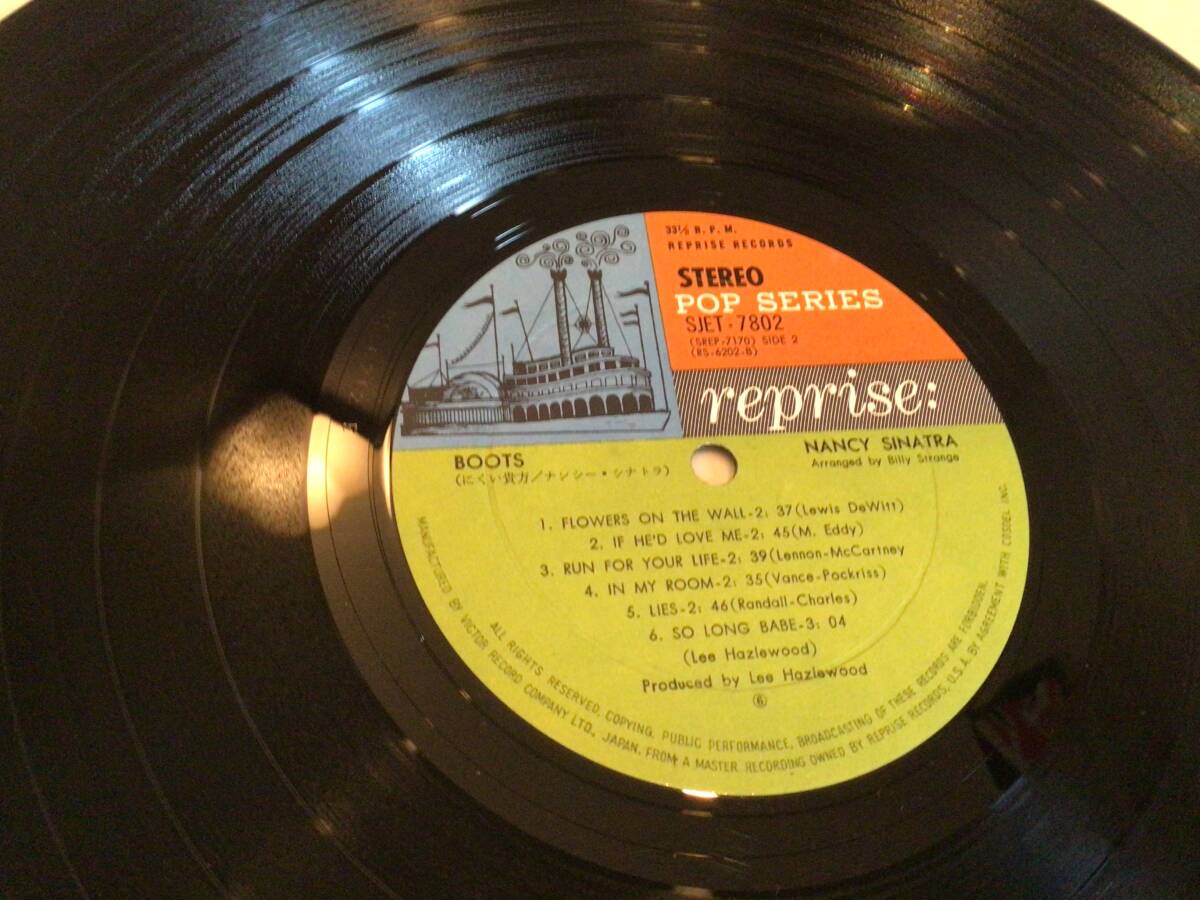 33⅓ R.P.M.
REPRISE RECORDS
STEREO
POP SERIES
SJET-7802
(SREP-7170) SIDE 2
(RS-6202-B)
reprise:
BOOTS
(にくい貴方/ナンシー・シナトラ)
NANCY SINATRA
Arranged by Billy Strange
1. FLOWERS ON THE WALL-2:37(Lewis DeWitt)
2. IF HE'D LOVE ME-2:45(M. Eddy)
3. RUN FOR YOUR LIFE-2:39(Lennon-McCartney
4. IN MY ROOM-2:35(Vance-Pockriss)
5. LIES-2:46(Randall-Charles)
6. SO LONG BABE-3:04
(Lee Hazlewood)
Produced by Lee Hazlewood
⑥
MANUFACTURED BY VICTOR RECORD COMPANY LTD., JAPAN, FROM A MASTER RECORDING OWNED BY REPRISE RECORDS, U.S.A. BY AGREEMENT WITH COSDEL INC.
ALL RIGHTS RESERVED, COPYING, PUBLIC PERFORMANCE, BROADCASTING OF THESE RECORDS ARE FORBIDDEN.